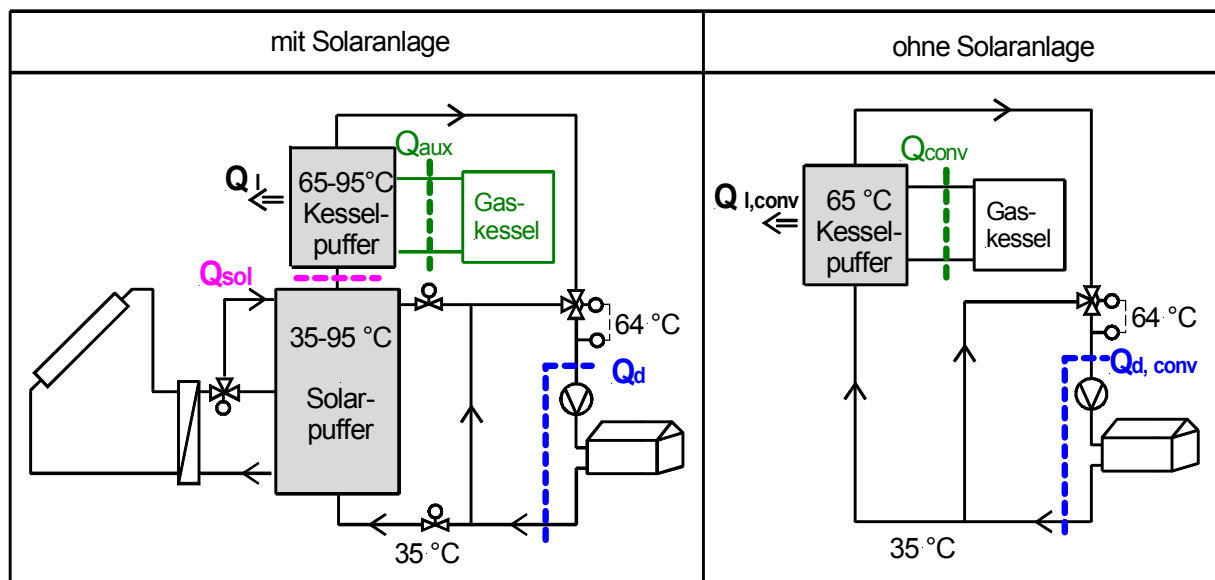 mit Solaranlage
ohne Solaranlage
Qaux
Q l
65-95°C
Kessel-
puffer
Gas-
kessel
Qsol
35-95 °C
Solar-
puffer
64 °C
Qd
35 °C
Qconv
Q l,conv
65 °C
Kessel-
puffer
Gas-
kessel
64 °C
Qd, conv
35 °C